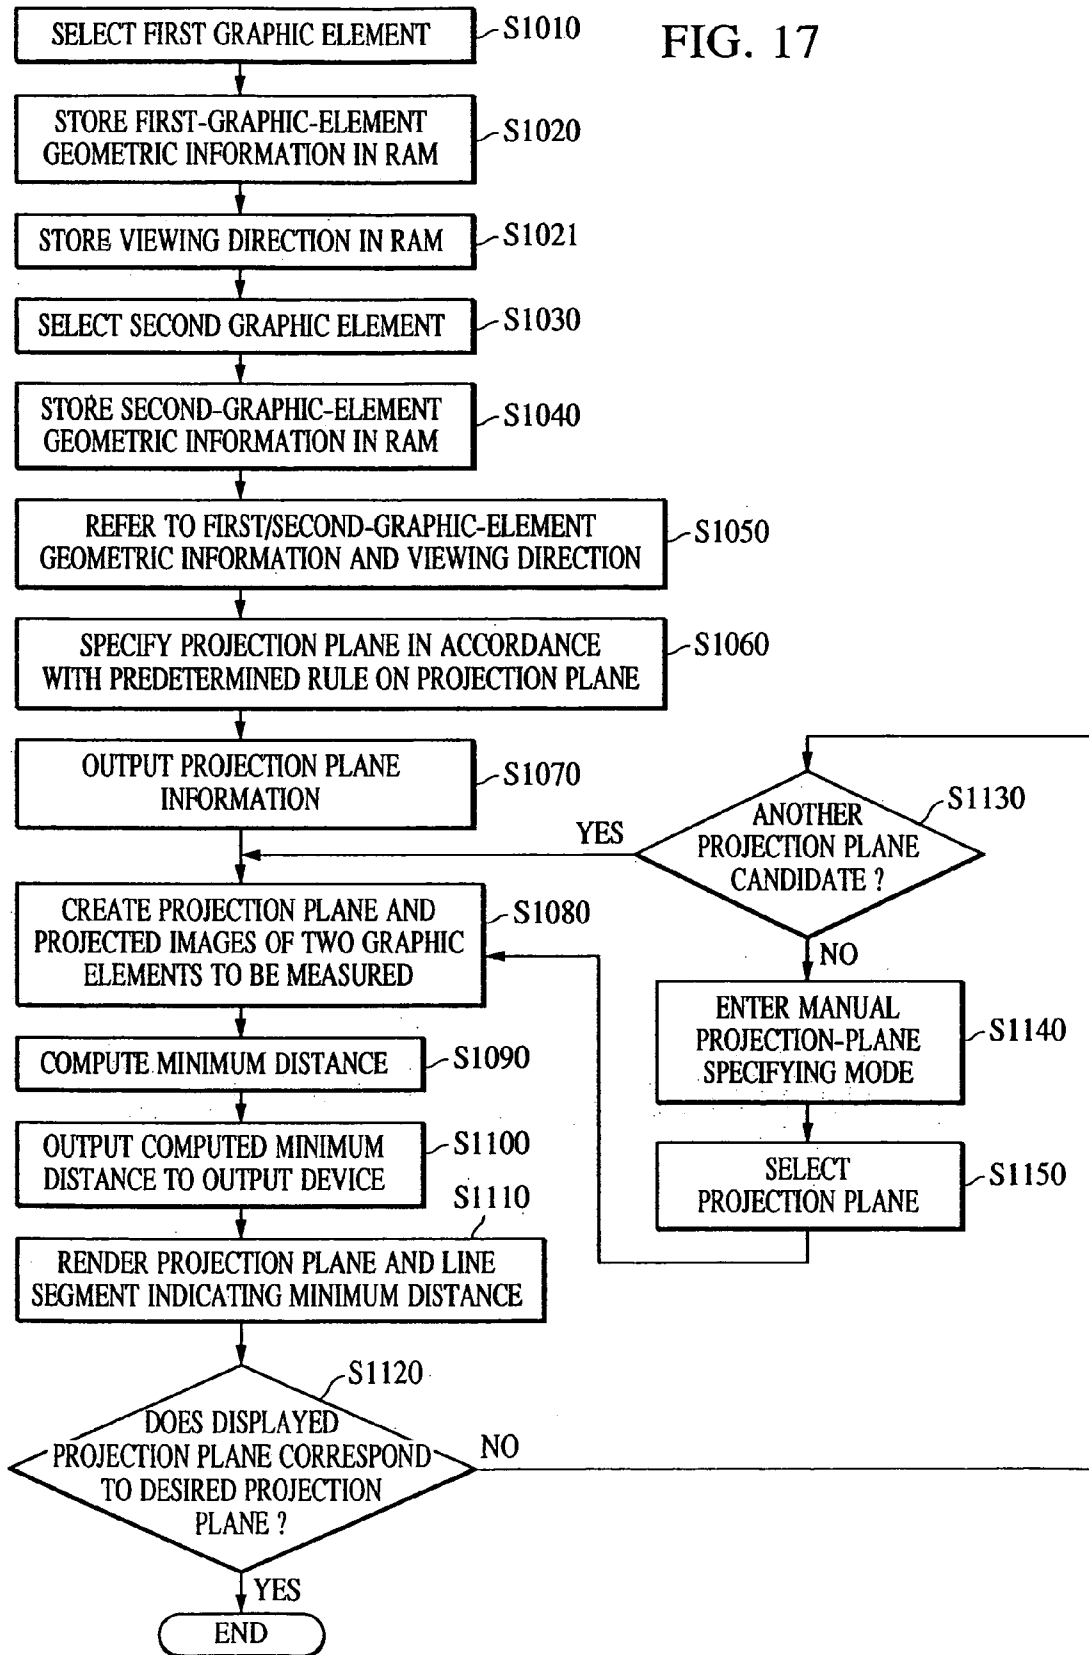 FIG. 17
SELECT FIRST GRAPHIC ELEMENT
S1010
STORE FIRST-GRAPHIC-ELEMENT
GEOMETRIC INFORMATION IN RAM
S1020
STORE VIEWING DIRECTION IN RAM
S1021
SELECT SECOND GRAPHIC ELEMENT
S1030
STORE SECOND-GRAPHIC-ELEMENT
GEOMETRIC INFORMATION IN RAM
S1040
REFER TO FIRST/SECOND-GRAPHIC-ELEMENT
GEOMETRIC INFORMATION AND VIEWING DIRECTION
S1050
SPECIFY PROJECTION PLANE IN ACCORDANCE
WITH PREDETERMINED RULE ON PROJECTION PLANE
S1060
OUTPUT PROJECTION PLANE
INFORMATION
S1070
CREATE PROJECTION PLANE AND
PROJECTED IMAGES OF TWO GRAPHIC
ELEMENTS TO BE MEASURED
S1080
COMPUTE MINIMUM DISTANCE
S1090
OUTPUT COMPUTED MINIMUM
DISTANCE TO OUTPUT DEVICE
S1100
RENDER PROJECTION PLANE AND LINE
SEGMENT INDICATING MINIMUM DISTANCE
S1110
DOES DISPLAYED
PROJECTION PLANE CORRESPOND
TO DESIRED PROJECTION
PLANE ?
S1120
NO
YES
END
ANOTHER
PROJECTION PLANE
CANDIDATE ?
S1130
YES
NO
ENTER MANUAL
PROJECTION-PLANE
SPECIFYING MODE
S1140
SELECT
PROJECTION PLANE
S1150